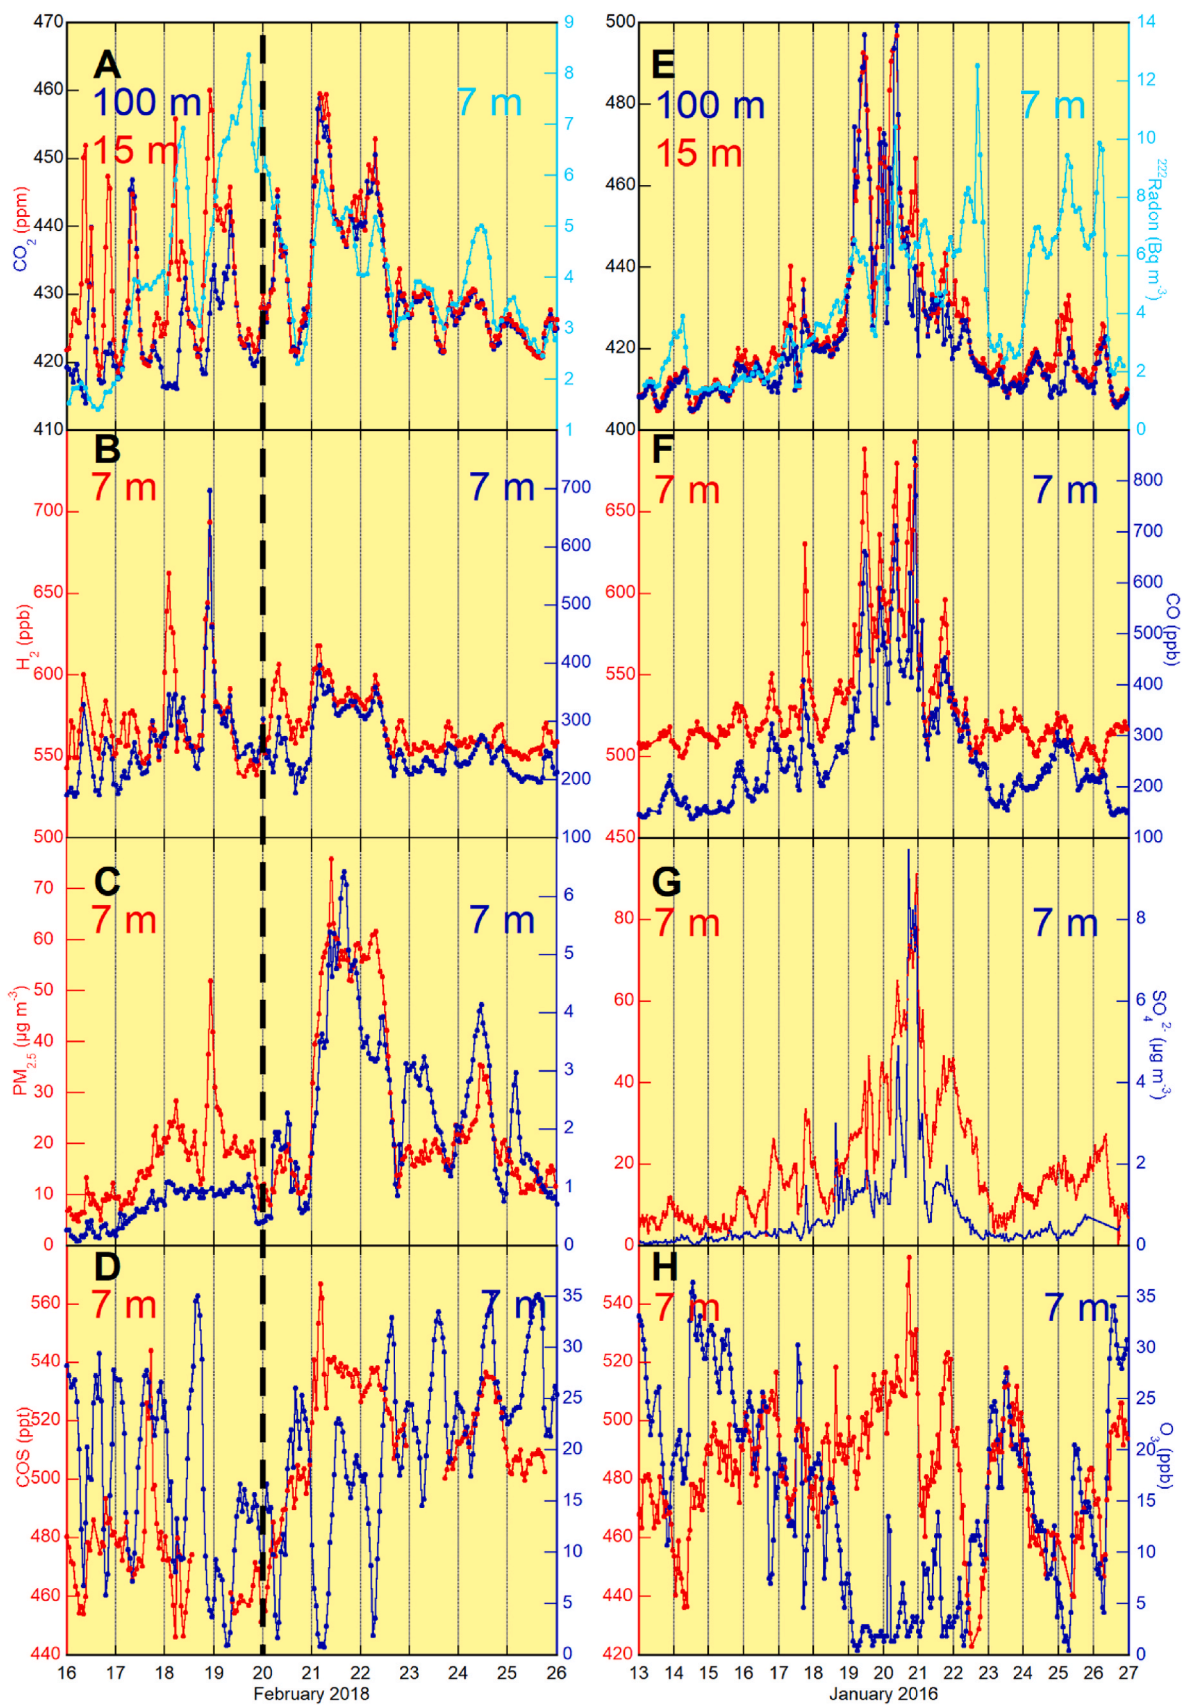 A
100 m
15 m
7 m
470
460
450
440
430
420
410
CO2 (ppm)
9
8
7
6
5
4
3
2
1
E
100 m
15 m
7 m
500
480
460
440
420
400
14
12
10
8
6
4
2
0
222Radon (Bq m-3)
B
7 m
7 m
700
650
600
550
500
H2 (ppb)
700
600
500
400
300
200
100
F
7 m
7 m
650
600
550
500
450
800
700
600
500
400
300
200
100
CO (ppb)
C
7 m
7 m
70
60
50
40
30
20
10
0
PM2.5 (µg m-3)
6
5
4
3
2
1
0
G
7 m
7 m
80
60
40
20
0
8
6
4
2
0
SO42- (µg m-3)
D
7 m
7 m
560
540
520
500
480
460
440
COS (ppt)
35
30
25
20
15
10
5
0
H
7 m
7 m
540
520
500
480
460
440
420
35
30
25
20
15
10
5
0
O3 (ppb)
16 17 18 19 20 21 22 23 24 25 26
February 2018
13 14 15 16 17 18 19 20 21 22 23 24 25 26 27
January 2016